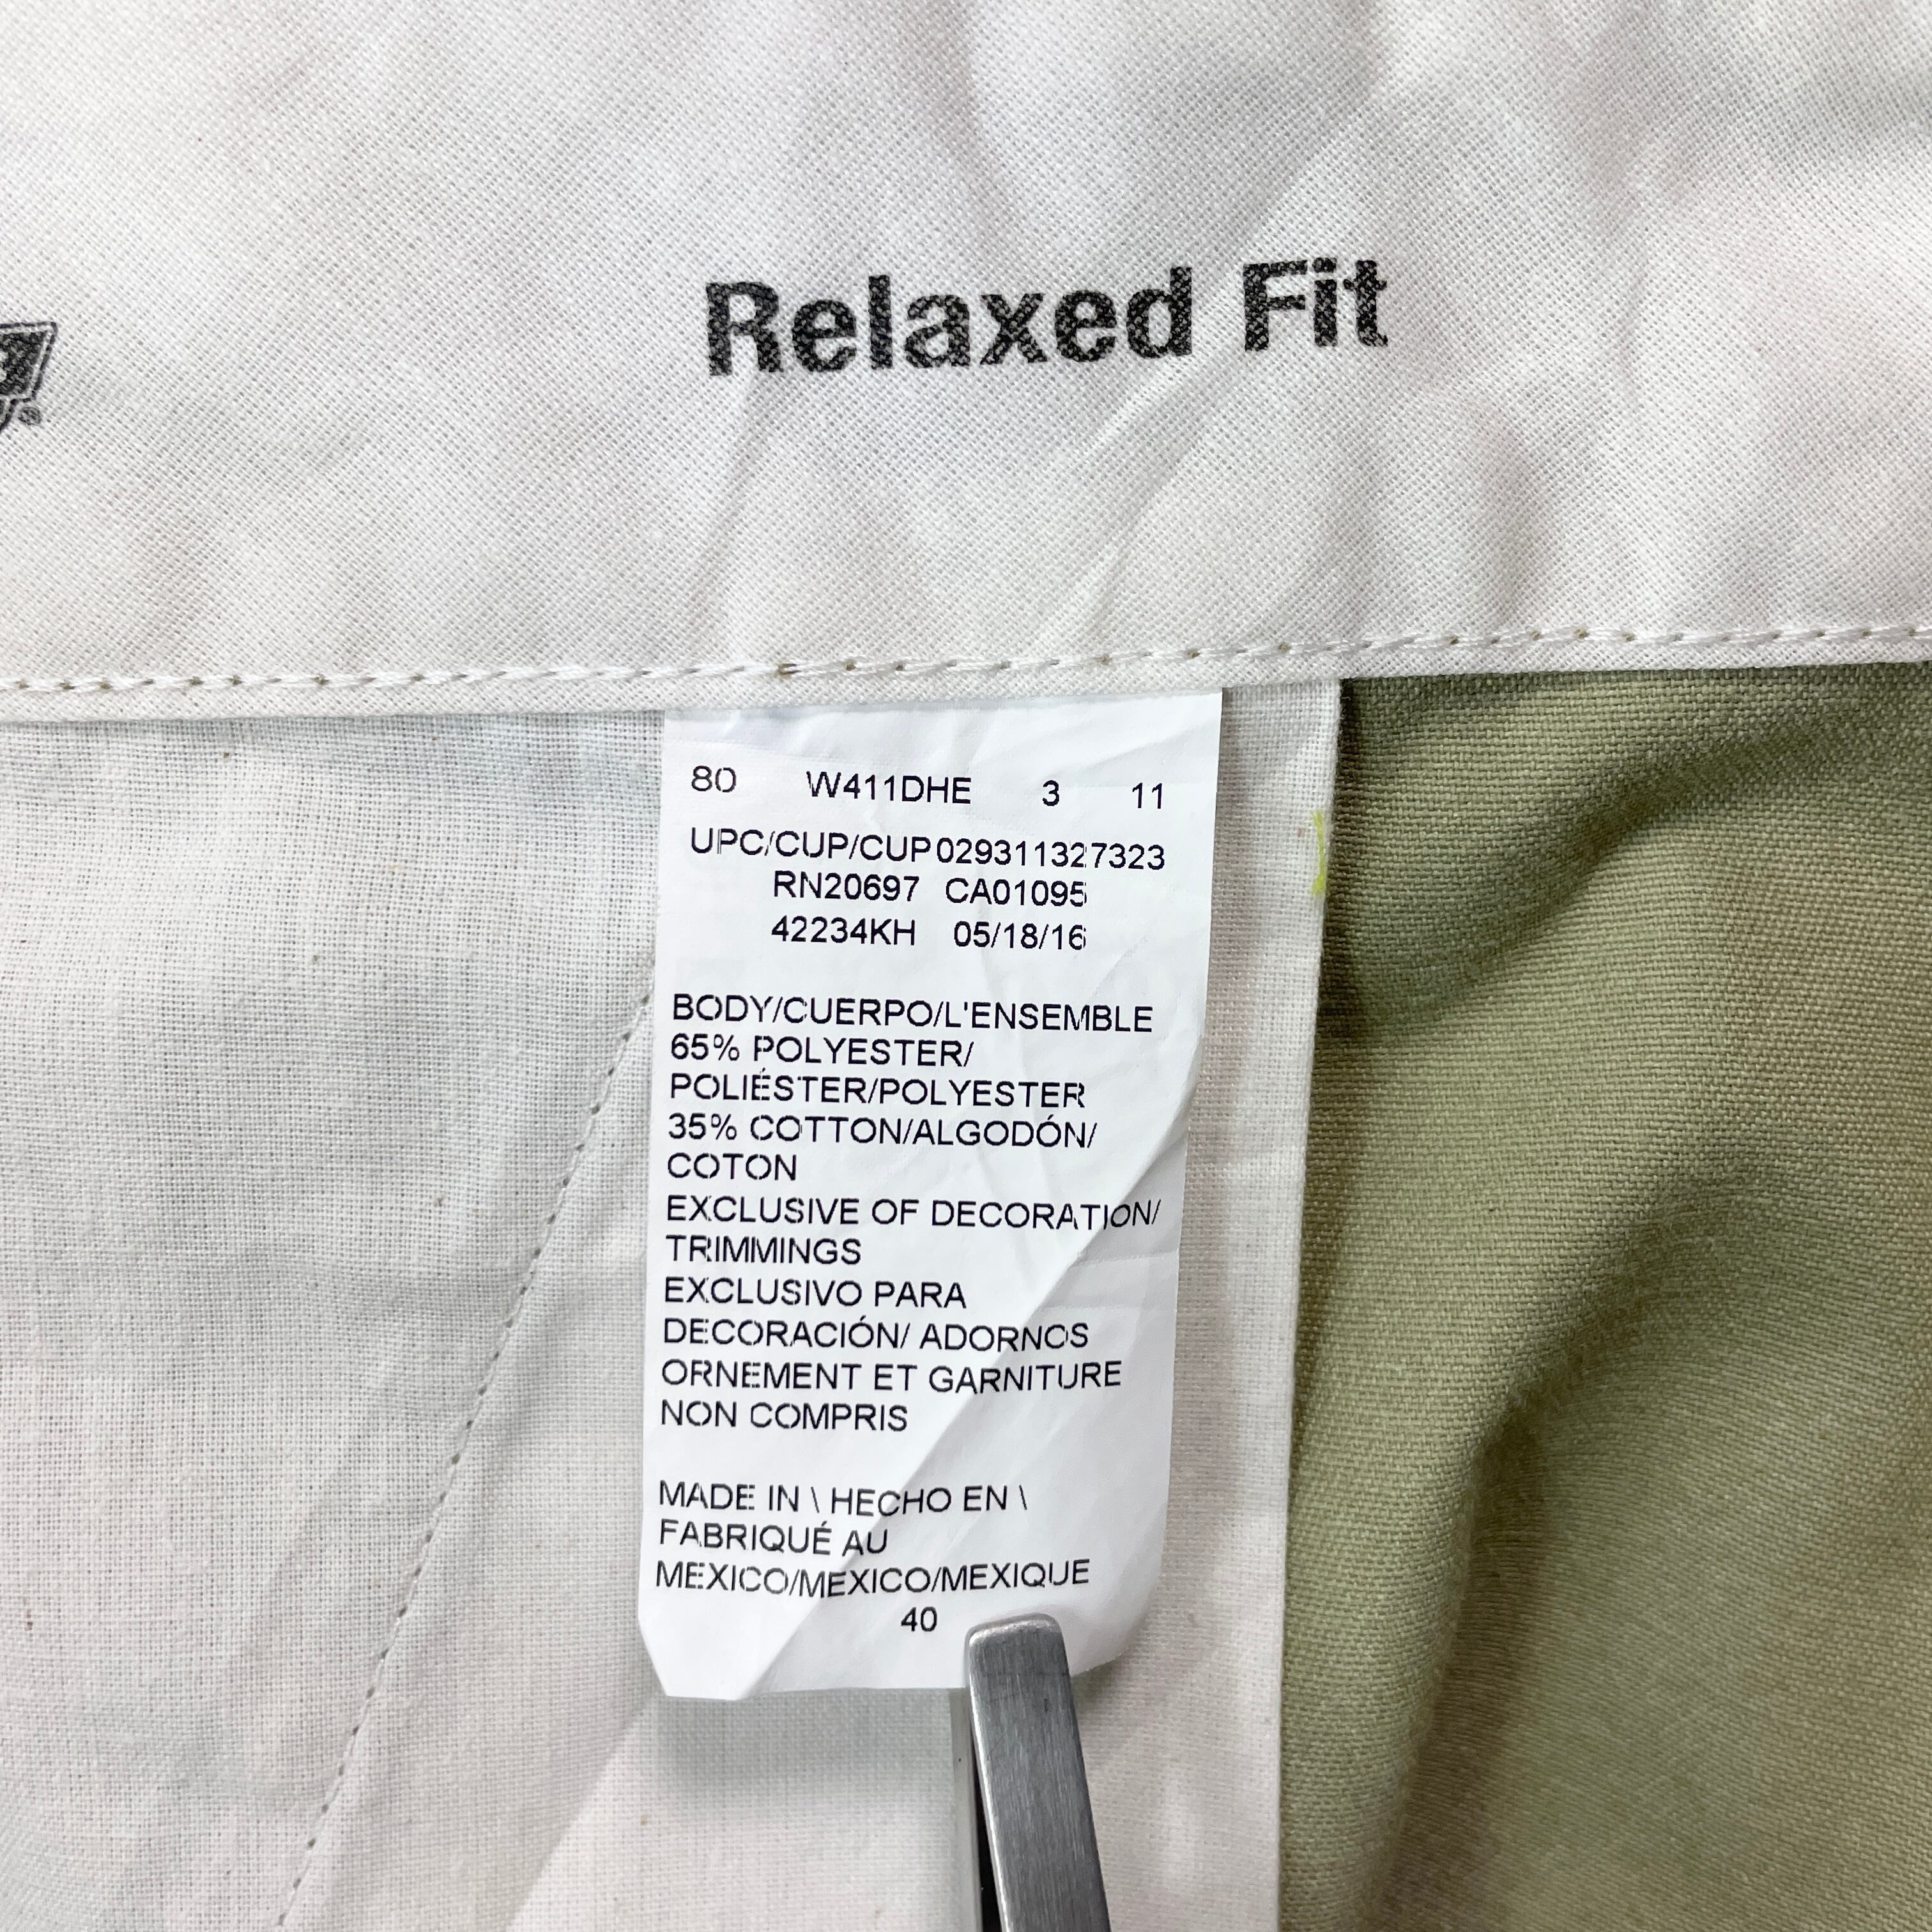 Relaxed Fit
80 W411DHE 3 11
UPC/CUP/CUP 029311327323
RN20697 CA01095
42234KH 05/18/16
BODY/CUERPO/L'ENSEMBLE
65% POLYESTER/
POLIÉSTER/POLYESTER
35% COTTON/ALGODÓN/
COTON
EXCLUSIVE OF DECORATION/
TRIMMINGS
EXCLUSIVO PARA
DECORACIÓN/ ADORNOS
ORNEMENT ET GARNITURE
NON COMPRIS
MADE IN \ HECHO EN \
FABRIQUÉ AU
MEXICO/MEXICO/MEXIQUE
40